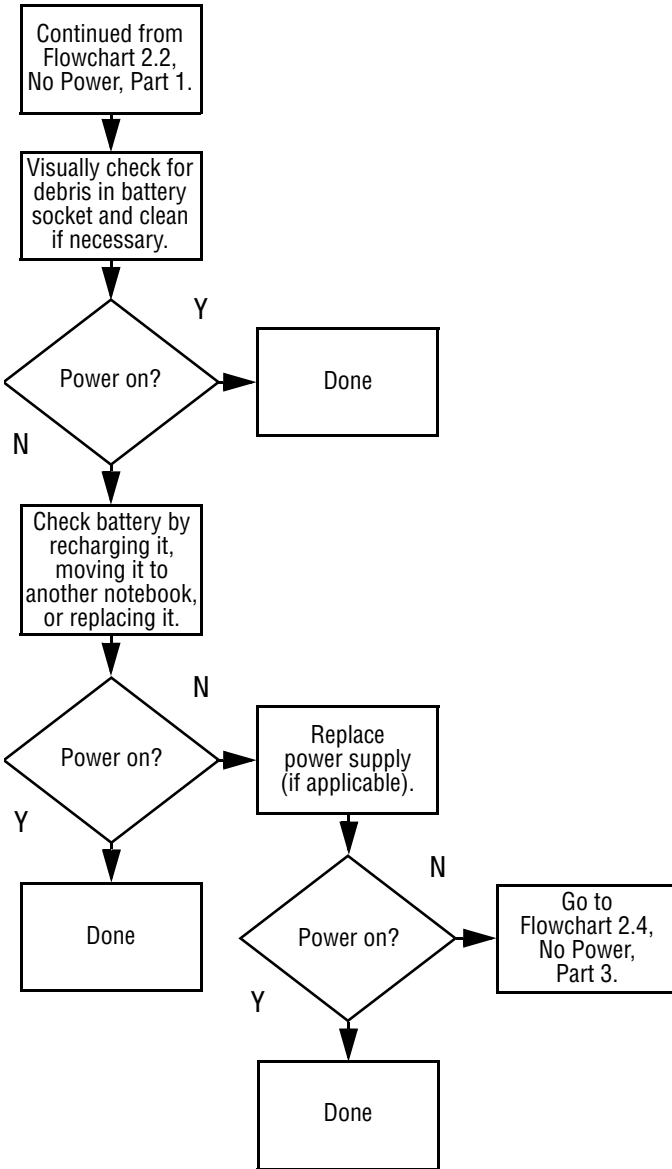 Continued from
Flowchart 2.2,
No Power, Part 1.
Visually check for
debris in battery
socket and clean
if necessary.
Y
Power on?
Done
N
Check battery by
recharging it,
moving it to
another notebook,
or replacing it.
N
Power on?
Replace
power supply
(if applicable).
Y
Done
N
Power on?
Go to
Flowchart 2.4,
No Power,
Part 3.
Y
Done